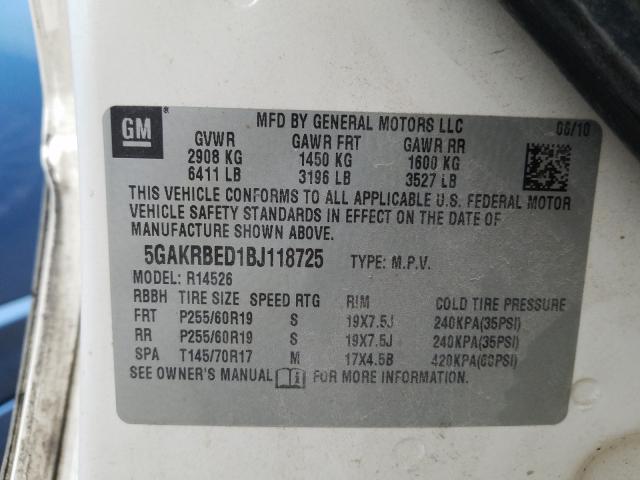 GM
MFD BY GENERAL MOTORS LLC 06/10
GVWR GAWR FRT GAWR RR
2908 KG 1450 KG 1600 KG
6411 LB 3196 LB 3527 LB
THIS VEHICLE CONFORMS TO ALL APPLICABLE U.S. FEDERAL MOTOR
VEHICLE SAFETY STANDARDS IN EFFECT ON THE DATE OF
MANUFACTURE SHOWN ABOVE.
5GAKRBED1BJ118725 TYPE: M.P.V.
MODEL: R14526
RBBH TIRE SIZE SPEED RTG RIM COLD TIRE PRESSURE
FRT P255/60R19 S 19X7.5J 240KPA(35PSI)
RR P255/60R19 S 19X7.5J 240KPA(35PSI)
SPA T145/70R17 M 17X4.5B 420KPA(60PSI)
SEE OWNER'S MANUAL FOR MORE INFORMATION.